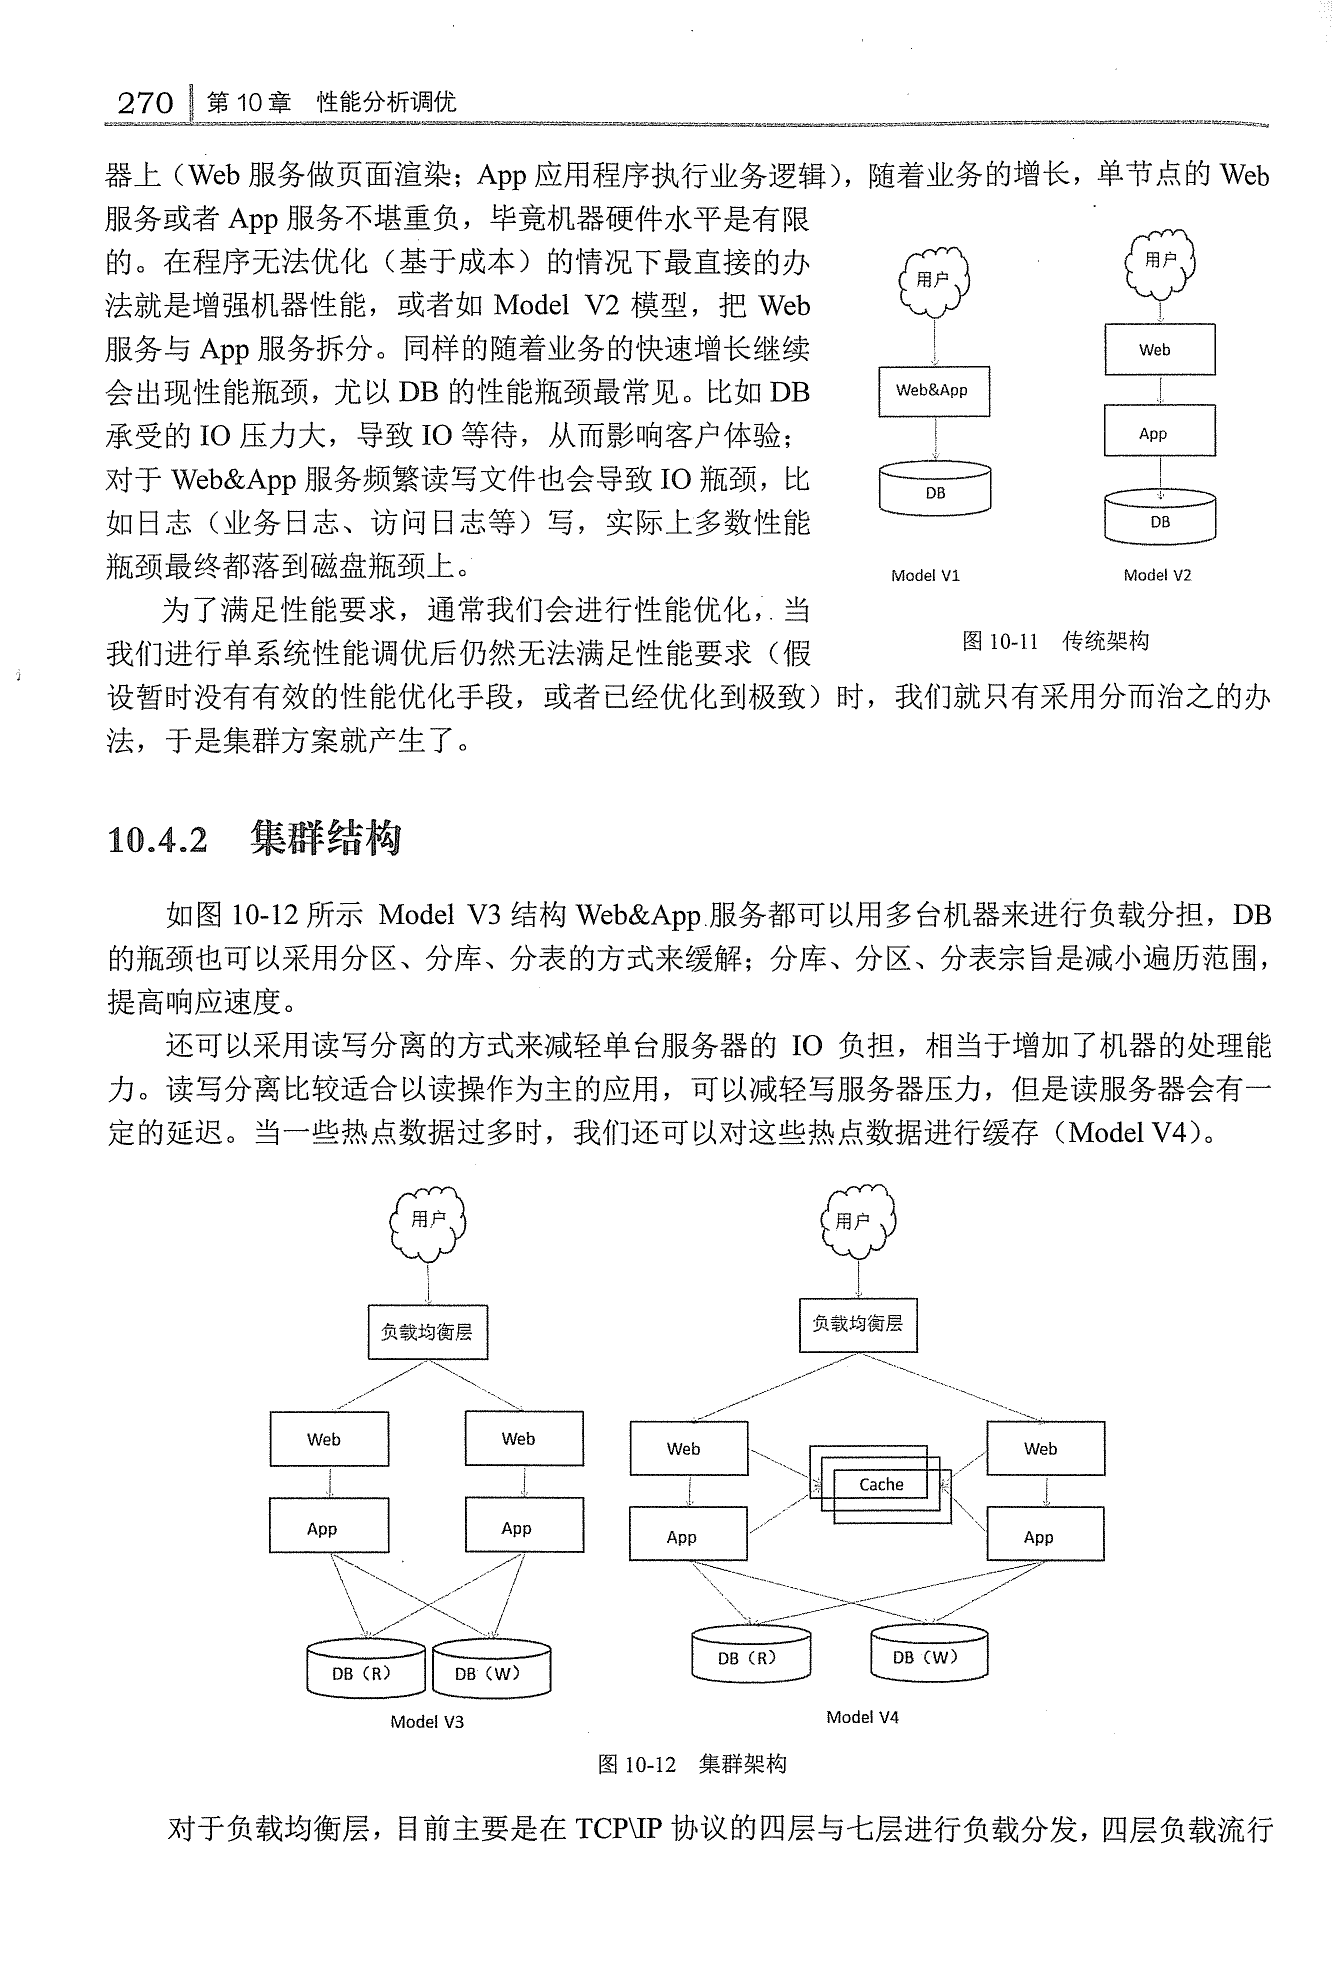 270 第 10 章 性能分析调优
器上（Web 服务做页面渲染；App 应用程序执行业务逻辑），随着业务的增长，单节点的 Web
服务或者 App 服务不堪重负，毕竟机器硬件水平是有限
的。在程序无法优化（基于成本）的情况下最直接的办
法就是增强机器性能，或者如 Model V2 模型，把 Web
服务与 App 服务拆分。同样的随着业务的快速增长继续
会出现性能瓶颈，尤以 DB 的性能瓶颈最常见。比如 DB
承受的 IO 压力大，导致 IO 等待，从而影响客户体验；
对于 Web&App 服务频繁读写文件也会导致 IO 瓶颈，比
如日志（业务日志、访问日志等）写，实际上多数性能
瓶颈最终都落到磁盘瓶颈上。
用户
Web&App
DB
Model V1
用户
Web
App
DB
Model V2
图 10-11 传统架构
为了满足性能要求，通常我们会进行性能优化，当
我们进行单系统性能调优后仍然无法满足性能要求（假
设暂时没有有效的性能优化手段，或者已经优化到极致）时，我们就只有采用分而治之的办
法，于是集群方案就产生了。
10.4.2 集群结构
如图 10-12 所示 Model V3 结构 Web&App 服务都可以用多台机器来进行负载分担，DB
的瓶颈也可以采用分区、分库、分表的方式来缓解；分库、分区、分表宗旨是减小遍历范围，
提高响应速度。
还可以采用读写分离的方式来减轻单台服务器的 IO 负担，相当于增加了机器的处理能
力。读写分离比较适合以读操作为主的应用，可以减轻写服务器压力，但是读服务器会有一
定的延迟。当一些热点数据过多时，我们还可以对这些热点数据进行缓存（Model V4）。
用户
负载均衡层
Web Web
App App
DB（R） DB（W）
Model V3
用户
负载均衡层
Web Cache Web
App App
DB（R） DB（W）
Model V4
图 10-12 集群架构
对于负载均衡层，目前主要是在 TCP\IP 协议的四层与七层进行负载分发，四层负载流行